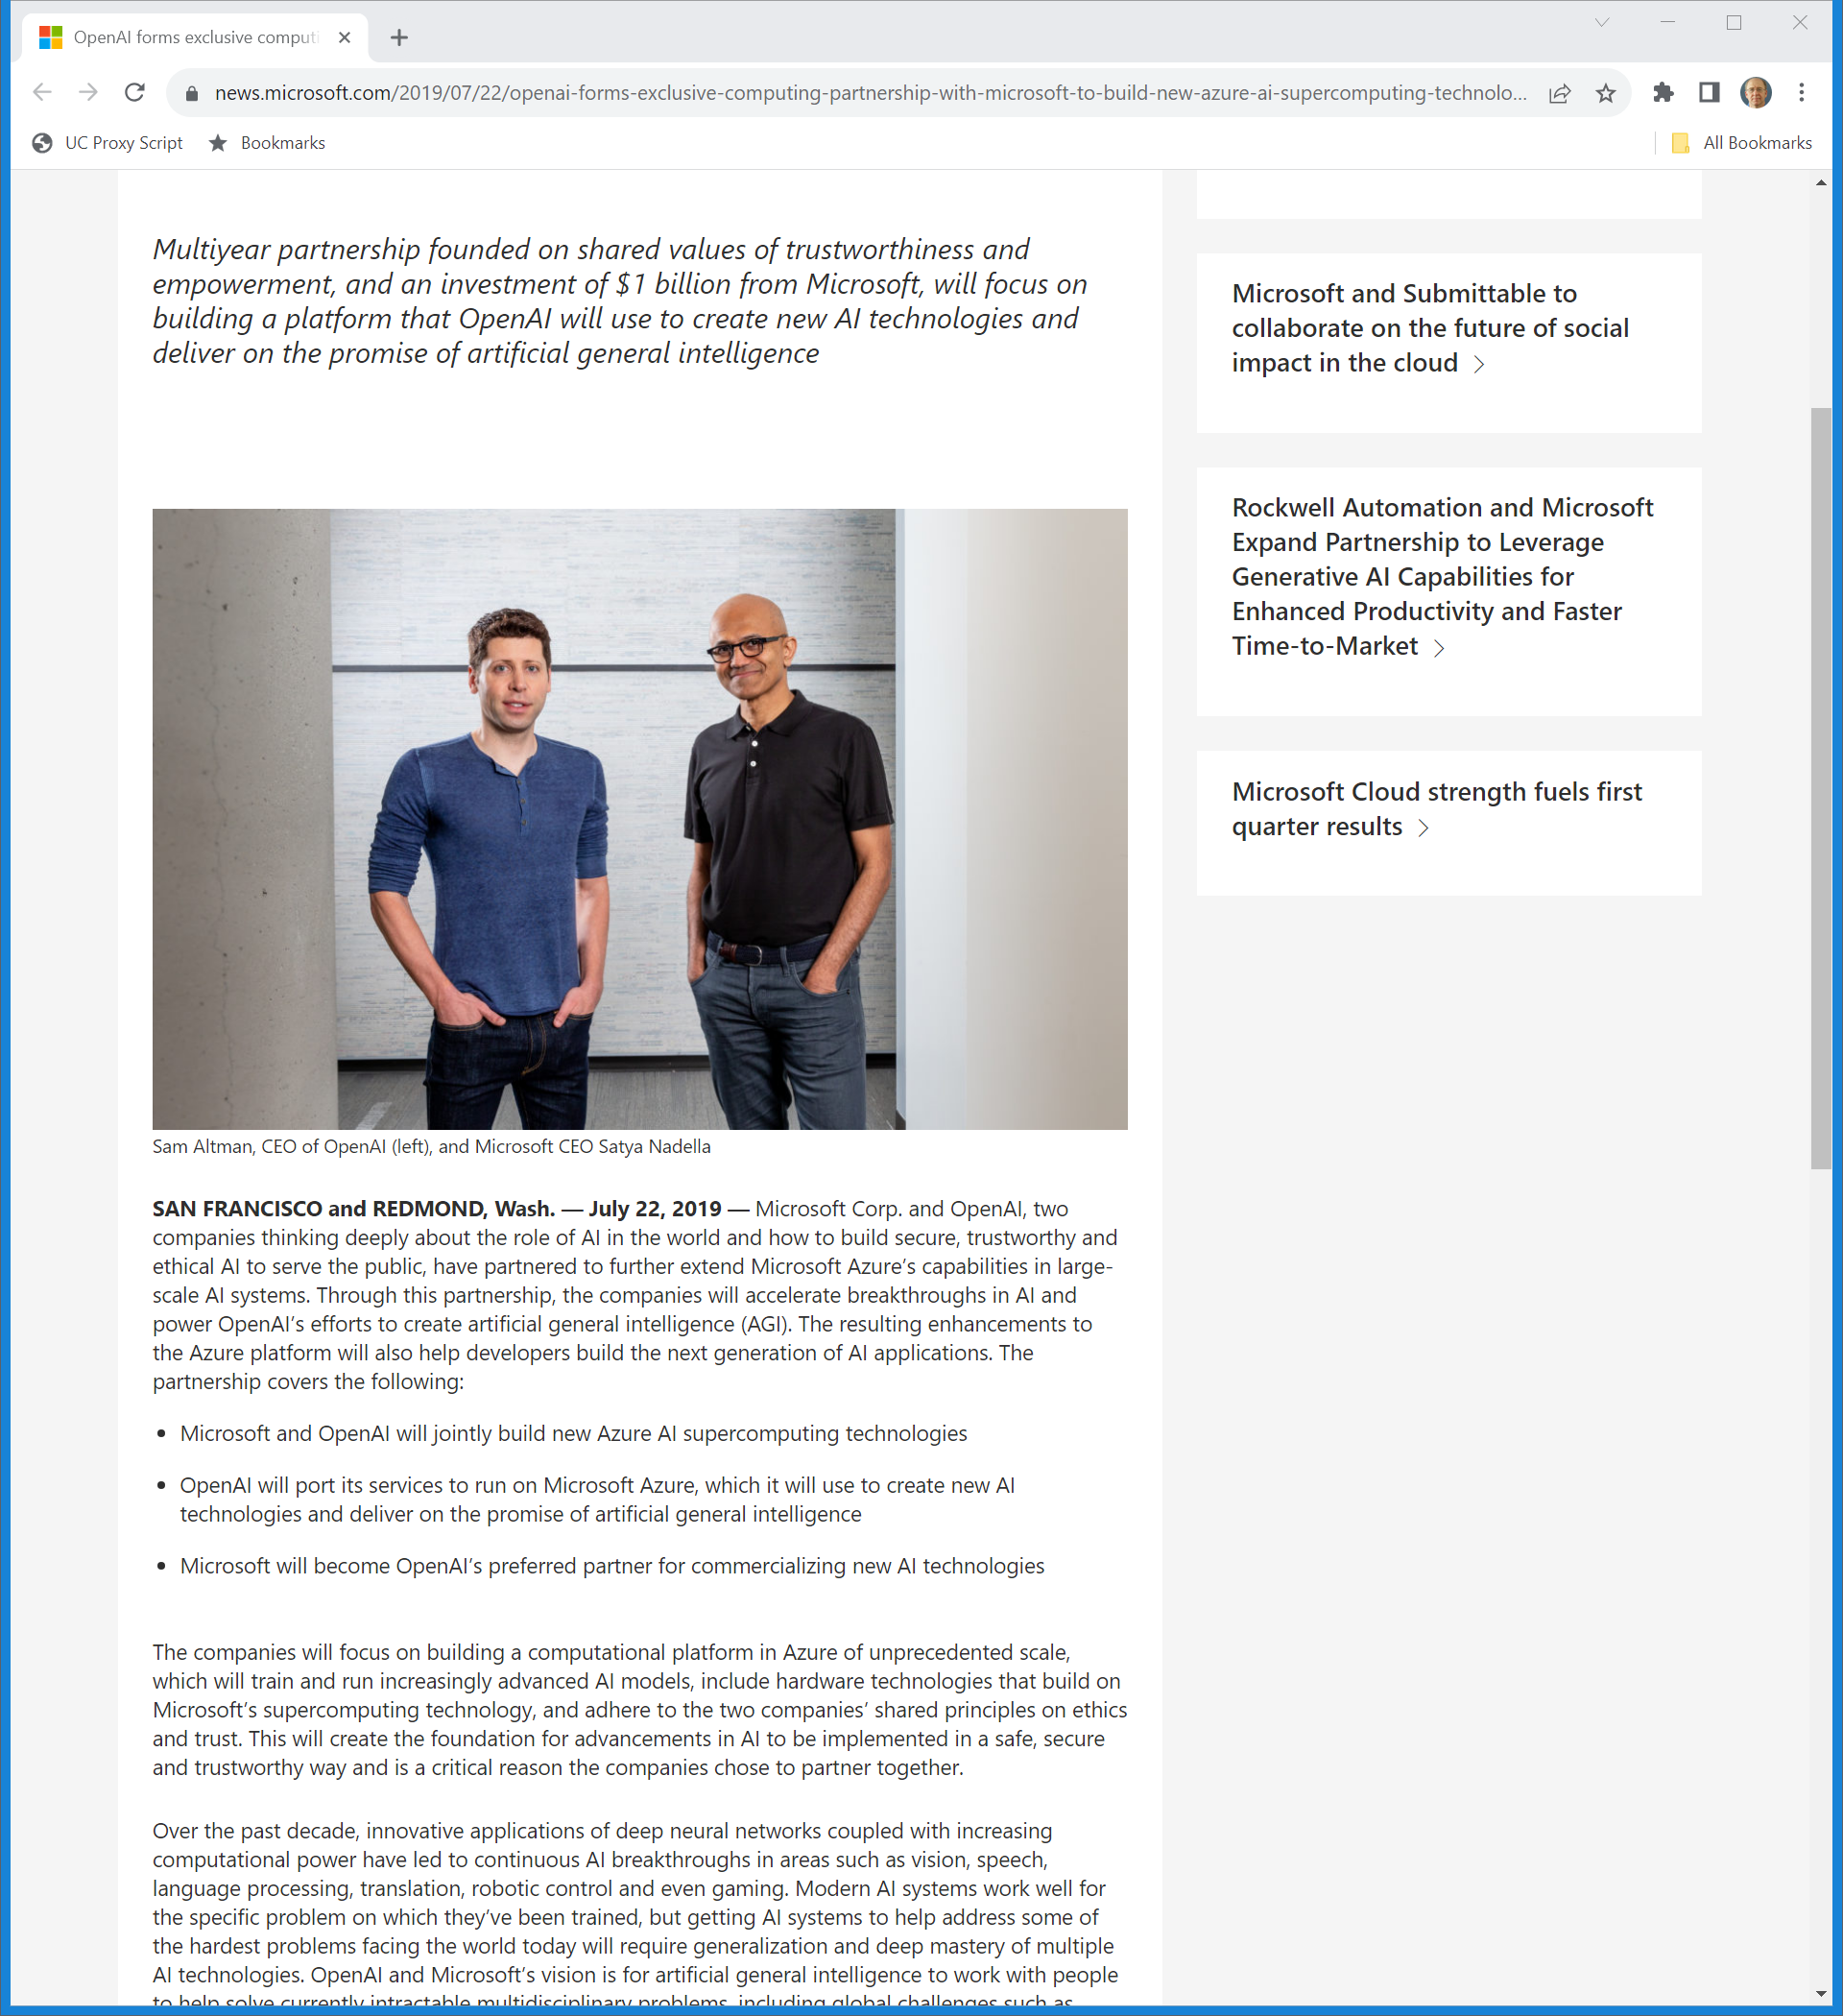 OpenAI forms exclusive computi
news.microsoft.com/2019/07/22/openai-forms-exclusive-computing-partnership-with-microsoft-to-build-new-azure-ai-supercomputing-technolo...
UC Proxy Script
Bookmarks
All Bookmarks
Multiyear partnership founded on shared values of trustworthiness and
empowerment, and an investment of $1 billion from Microsoft, will focus on
building a platform that OpenAI will use to create new AI technologies and
deliver on the promise of artificial general intelligence
Sam Altman, CEO of OpenAI (left), and Microsoft CEO Satya Nadella
SAN FRANCISCO and REDMOND, Wash. — July 22, 2019 — Microsoft Corp. and OpenAI, two
companies thinking deeply about the role of AI in the world and how to build secure, trustworthy and
ethical AI to serve the public, have partnered to further extend Microsoft Azure’s capabilities in large-
scale AI systems. Through this partnership, the companies will accelerate breakthroughs in AI and
power OpenAI’s efforts to create artificial general intelligence (AGI). The resulting enhancements to
the Azure platform will also help developers build the next generation of AI applications. The
partnership covers the following:
• Microsoft and OpenAI will jointly build new Azure AI supercomputing technologies
• OpenAI will port its services to run on Microsoft Azure, which it will use to create new AI
technologies and deliver on the promise of artificial general intelligence
• Microsoft will become OpenAI’s preferred partner for commercializing new AI technologies
The companies will focus on building a computational platform in Azure of unprecedented scale,
which will train and run increasingly advanced AI models, include hardware technologies that build on
Microsoft’s supercomputing technology, and adhere to the two companies’ shared principles on ethics
and trust. This will create the foundation for advancements in AI to be implemented in a safe, secure
and trustworthy way and is a critical reason the companies chose to partner together.
Over the past decade, innovative applications of deep neural networks coupled with increasing
computational power have led to continuous AI breakthroughs in areas such as vision, speech,
language processing, translation, robotic control and even gaming. Modern AI systems work well for
the specific problem on which they’ve been trained, but getting AI systems to help address some of
the hardest problems facing the world today will require generalization and deep mastery of multiple
AI technologies. OpenAI and Microsoft’s vision is for artificial general intelligence to work with people
to help solve currently intractable multidisciplinary problems, including global challenges such as
Microsoft and Submittable to
collaborate on the future of social
impact in the cloud
Rockwell Automation and Microsoft
Expand Partnership to Leverage
Generative AI Capabilities for
Enhanced Productivity and Faster
Time-to-Market
Microsoft Cloud strength fuels first
quarter results